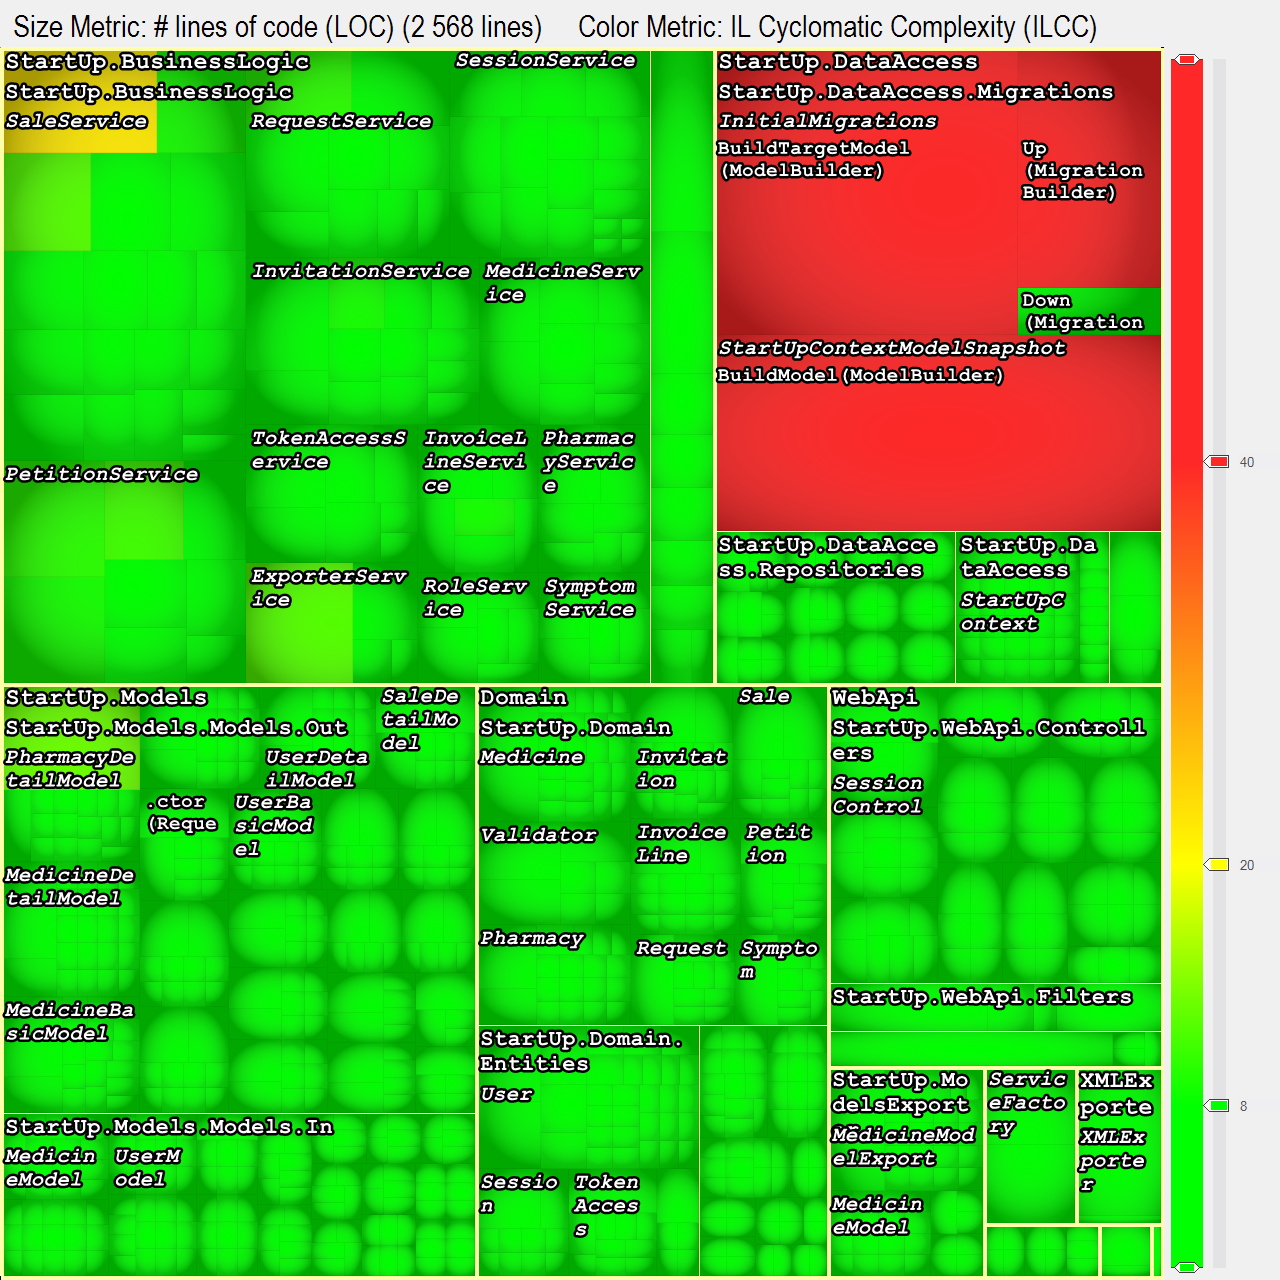 Size Metric: # lines of code (LOC) (2 568 lines)     Color Metric: IL Cyclomatic Complexity (ILCC)
StartUp.BusinessLogic
StartUp.BusinessLogic
SaleService
RequestService
SessionService
InvitationService
MedicineServ
ice
PetitionService
TokenAccessS
ervice
InvoiceL
ineServi
ce
Pharmac
yServic
e
ExporterServ
ice
RoleServ
ice
Symptom
Service
StartUp.DataAccess
StartUp.DataAccess.Migrations
InitialMigrations
BuildTargetModel
(ModelBuilder)
Up
(Migration
Builder)
Down
(Migration
StartUpContextModelSnapshot
BuildModel(ModelBuilder)
StartUp.DataAcce
ss.Repositories
StartUp.Da
taAccess
StartUpC
ontext
StartUp.Models
StartUp.Models.Models.Out
PharmacyDe
tailModel
UserDeta
ilModel
SaleDe
tailMo
del
.ctor
(Reque
UserBa
sicMod
el
MedicineDe
tailModel
MedicineBa
sicModel
StartUp.Models.Models.In
Medicin
eModel
UserM
odel
Domain
StartUp.Domain
Medicine
Invitat
ion
Sale
Validator
Invoice
Line
Petit
ion
Pharmacy
Request
Sympto
m
StartUp.Domain.
Entities
User
Sessio
n
Token
Acces
s
WebApi
StartUp.WebApi.Controll
ers
Session
Control
StartUp.WebApi.Filters
StartUp.Mo
delsExport
MedicineMod
elExport
Medicin
eModel
Servic
eFacto
ry
XMLEx
porte
XMLEx
porte
r
40
20
8